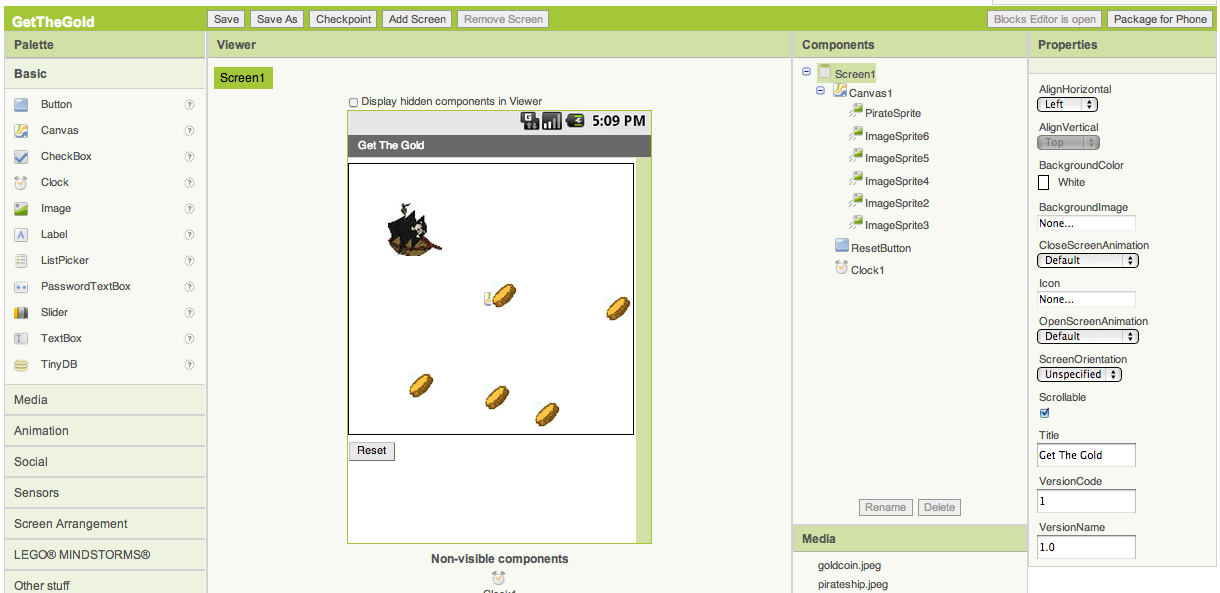 GetTheGold
Save
Save As
Checkpoint
Add Screen
Remove Screen
Blocks Editor is open
Package for Phone
Palette
Basic
Button ?
Canvas ?
CheckBox ?
Clock ?
Image ?
A Label ?
ListPicker ?
PasswordTextBox ?
Slider ?
TextBox ?
TinyDB ?
Media
Animation
Social
Sensors
Screen Arrangement
LEGO® MINDSTORMS®
Other stuff
Viewer
Screen1
Display hidden components in Viewer
G 5:09 PM
Get The Gold
Reset
Non-visible components
Clock1
Components
Screen1
Canvas1
PirateSprite
ImageSprite6
ImageSprite5
ImageSprite4
ImageSprite2
ImageSprite3
ResetButton
Clock1
Rename
Delete
Media
goldcoin.jpeg
pirateship.jpeg
Properties
AlignHorizontal
Left
AlignVertical
Top
BackgroundColor
White
BackgroundImage
None...
CloseScreenAnimation
Default
Icon
None...
OpenScreenAnimation
Default
ScreenOrientation
Unspecified
Scrollable
Title
Get The Gold
VersionCode
1
VersionName
1.0